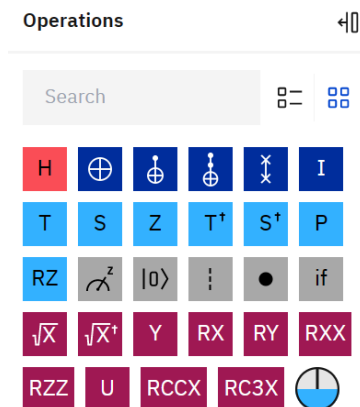 Operations
Search
H I
T S Z T† S† P
RZ z |0⟩ if
√X √X† Y RX RY RXX
RZZ U RCCX RC3X